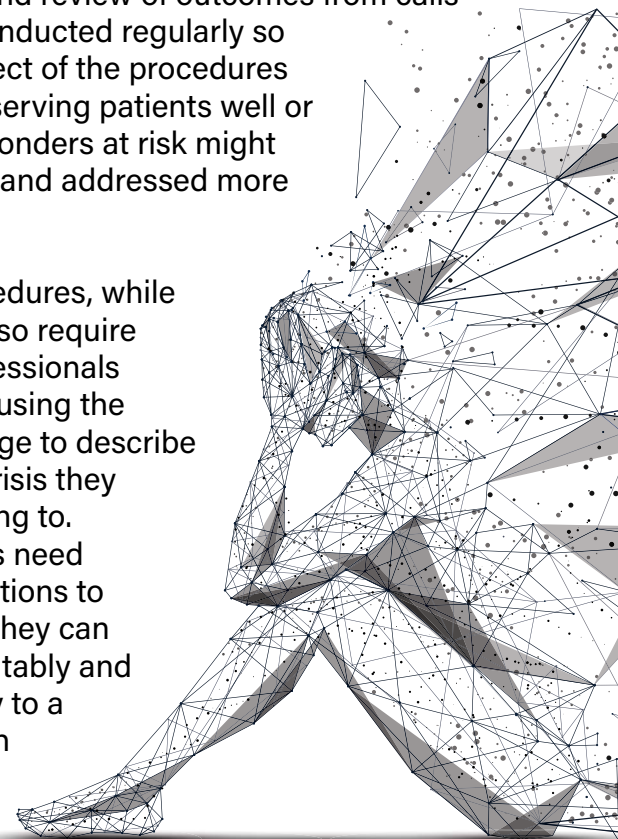 nd review of outcomes from calls
nducted regularly so
ect of the procedures
serving patients well or
onders at risk might
and addressed more
edures, while
so require
essionals
using the
ge to describe
risis they
ng to.
s need
tions to
they can
tably and
y to a
n